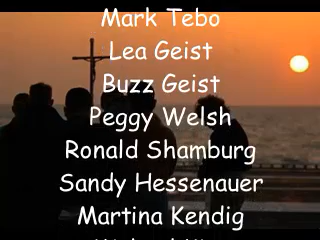 Mark Tebo
Lea Geist
Buzz Geist
Peggy Welsh
Ronald Shamburg
Sandy Hessenauer
Martina Kendig